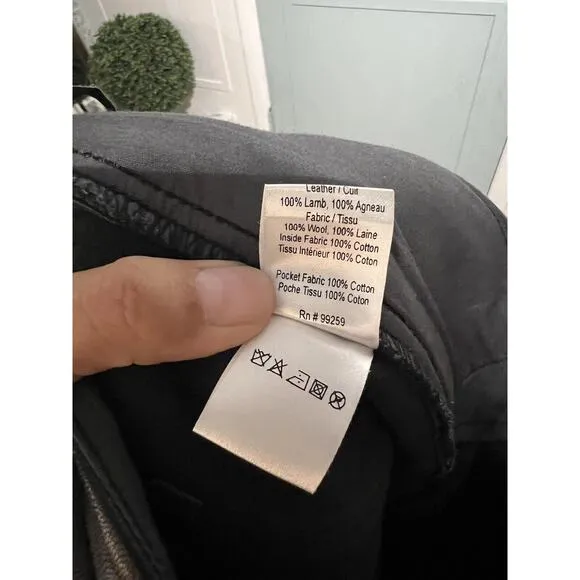 Leather / Cuir
100% Lamb, 100% Agneau
Fabric / Tissu
100% Wool, 100% Laine
Inside Fabric 100% Cotton
Tissu Intérieur 100% Coton
Pocket Fabric 100% Cotton
Poche Tissu 100% Coton
Rn # 99259